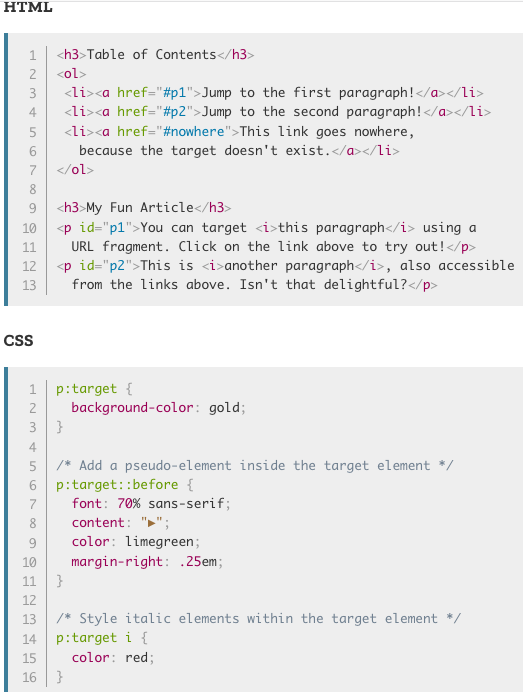 HTML
1 <h3>Table of Contents</h3>
2 <ol>
3  <li><a href="#p1">Jump to the first paragraph!</a></li>
4  <li><a href="#p2">Jump to the second paragraph!</a></li>
5  <li><a href="#nowhere">This link goes nowhere,
6    because the target doesn't exist.</a></li>
7 </ol>
8
9 <h3>My Fun Article</h3>
10 <p id="p1">You can target <i>this paragraph</i> using a
11   URL fragment. Click on the link above to try out!</p>
12 <p id="p2">This is <i>another paragraph</i>, also accessible
13   from the links above. Isn't that delightful?</p>
CSS
1 p:target {
2   background-color: gold;
3 }
4
5 /* Add a pseudo-element inside the target element */
6 p:target::before {
7   font: 70% sans-serif;
8   content: "►";
9   color: limegreen;
10   margin-right: .25em;
11 }
12
13 /* Style italic elements within the target element */
14 p:target i {
15   color: red;
16 }